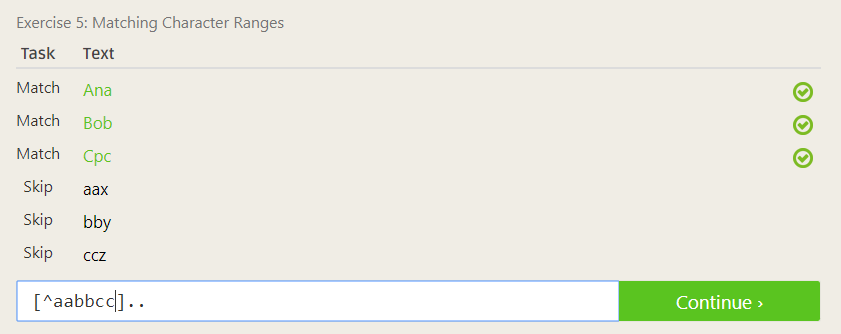 Exercise 5: Matching Character Ranges
Task Text
Match Ana
Match Bob
Match Cpc
Skip aax
Skip bby
Skip ccz
[^aabbcc]..
Continue ›